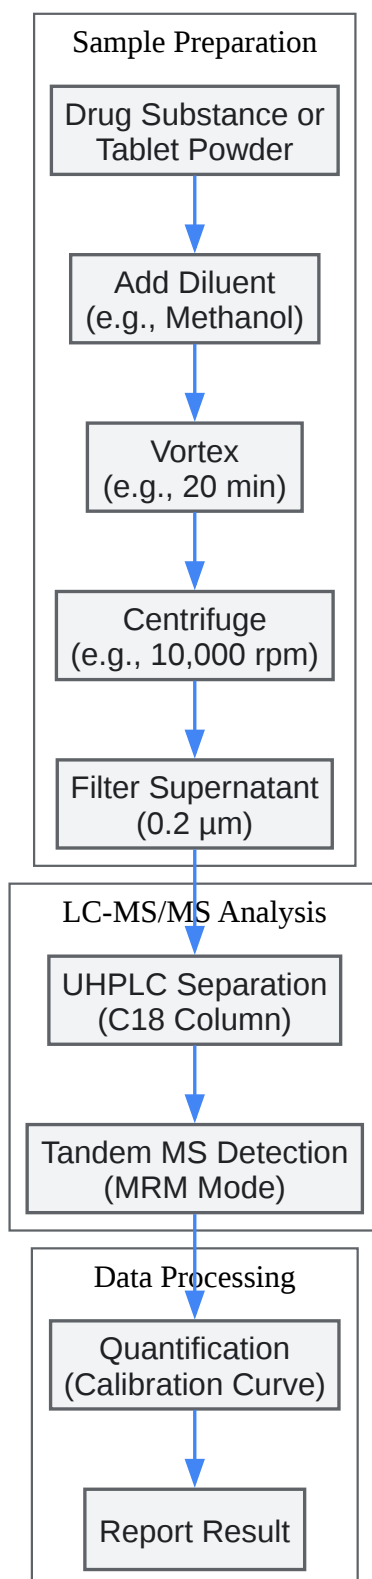 Sample Preparation
Drug Substance or
Tablet Powder
Add Diluent
(e.g., Methanol)
Vortex
(e.g., 20 min)
Centrifuge
(e.g., 10,000 rpm)
Filter Supernatant
(0.2 µm)
LC-MS/MS Analysis
UHPLC Separation
(C18 Column)
Tandem MS Detection
(MRM Mode)
Data Processing
Quantification
(Calibration Curve)
Report Result